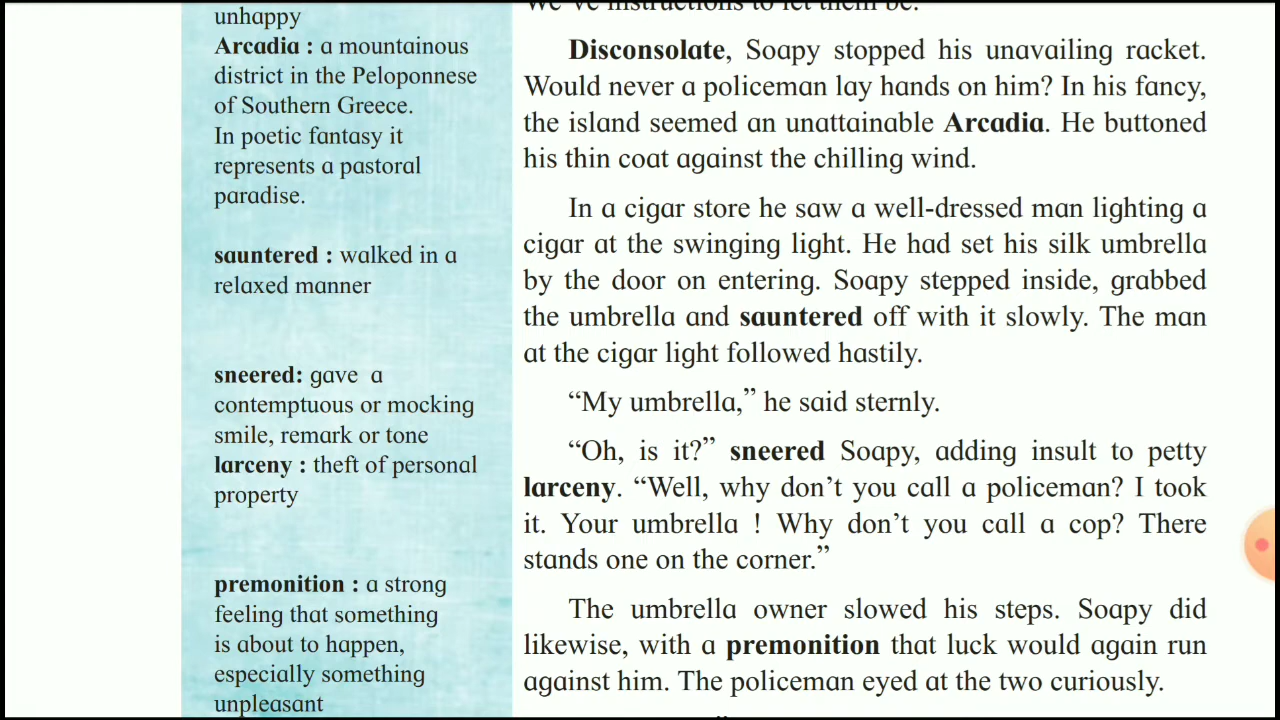 unhappy
Arcadia : a mountainous
district in the Peloponnese
of Southern Greece.
In poetic fantasy it
represents a pastoral
paradise.
sauntered : walked in a
relaxed manner
sneered: gave a
contemptuous or mocking
smile, remark or tone
larceny : theft of personal
property
premonition : a strong
feeling that something
is about to happen,
especially something
unpleasant
We've instructions to let them be.
Disconsolate, Soapy stopped his unavailing racket.
Would never a policeman lay hands on him? In his fancy,
the island seemed an unattainable Arcadia. He buttoned
his thin coat against the chilling wind.
In a cigar store he saw a well-dressed man lighting a
cigar at the swinging light. He had set his silk umbrella
by the door on entering. Soapy stepped inside, grabbed
the umbrella and sauntered off with it slowly. The man
at the cigar light followed hastily.
“My umbrella,” he said sternly.
“Oh, is it?” sneered Soapy, adding insult to petty
larceny. “Well, why don’t you call a policeman? I took
it. Your umbrella ! Why don’t you call a cop? There
stands one on the corner.”
The umbrella owner slowed his steps. Soapy did
likewise, with a premonition that luck would again run
against him. The policeman eyed at the two curiously.